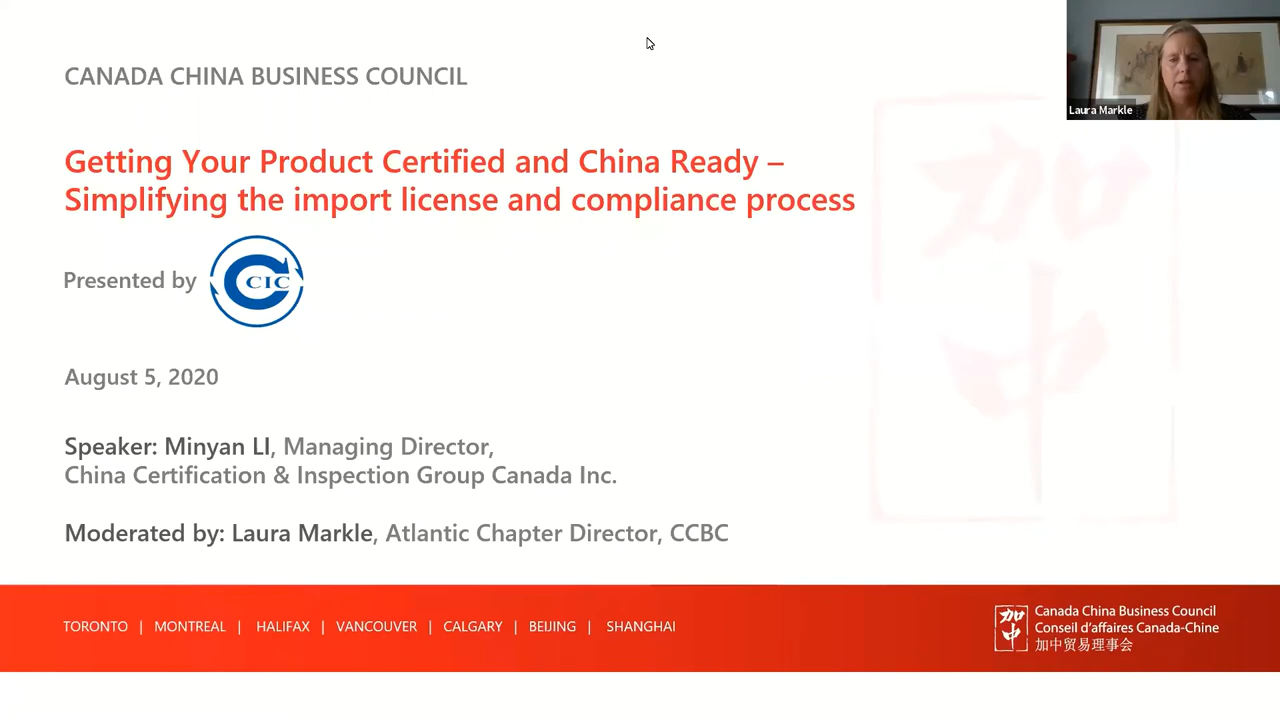 CANADA CHINA BUSINESS COUNCIL
Laura Markle
Getting Your Product Certified and China Ready –
Simplifying the import license and compliance process
Presented by
CCIC
August 5, 2020
Speaker: Minyan LI, Managing Director,
China Certification & Inspection Group Canada Inc.
Moderated by: Laura Markle, Atlantic Chapter Director, CCBC
加
中
TORONTO | MONTREAL | HALIFAX | VANCOUVER | CALGARY | BEIJING | SHANGHAI
加
中
Canada China Business Council
Conseil d'affaires Canada-Chine
加中贸易理事会